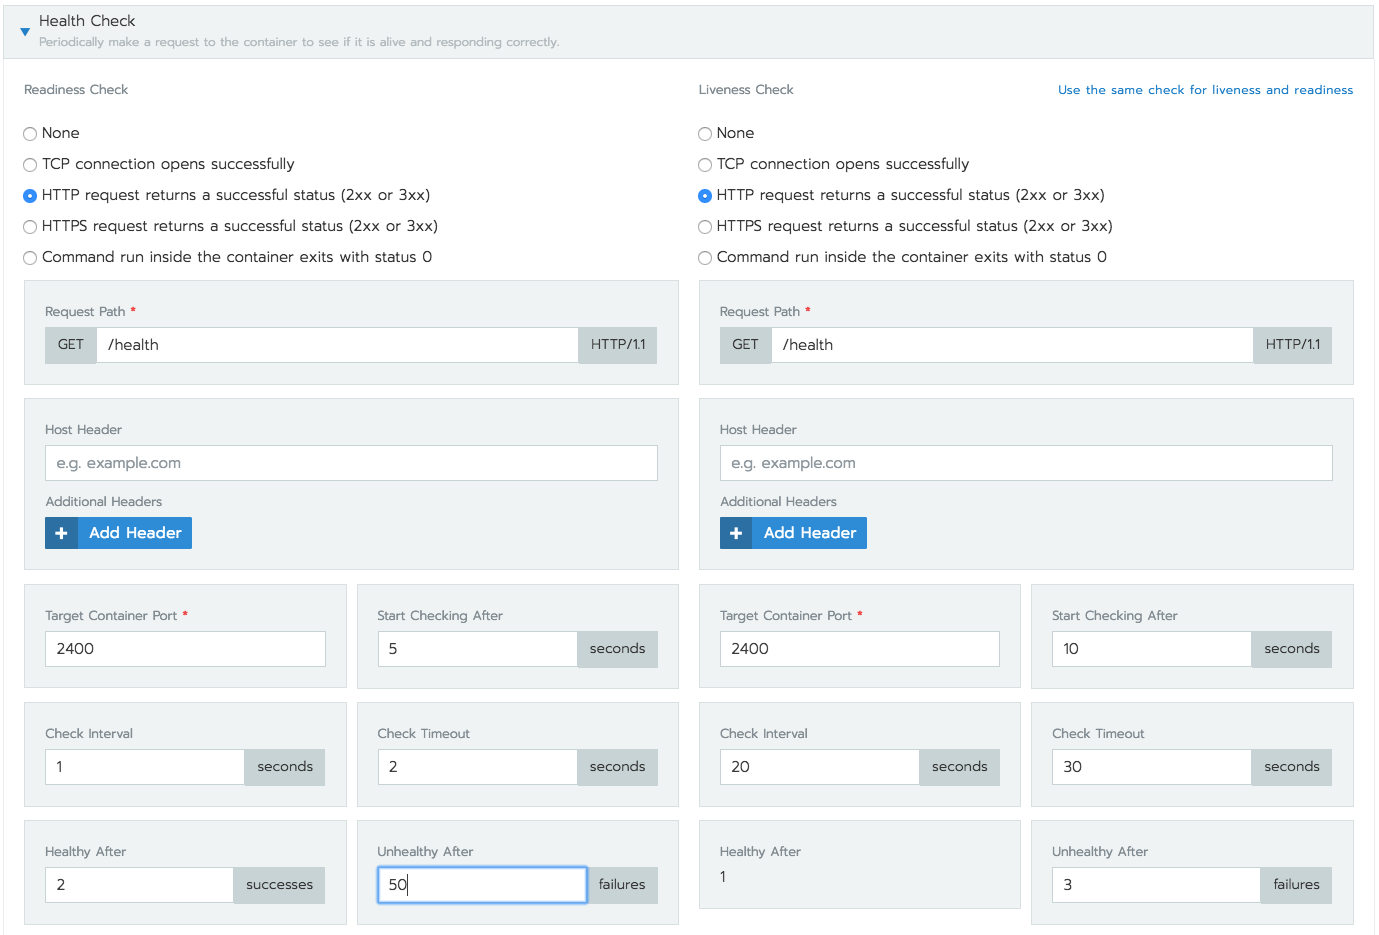 Health Check
Periodically make a request to the container to see if it is alive and responding correctly.
Readiness Check
None
TCP connection opens successfully
HTTP request returns a successful status (2xx or 3xx)
HTTPS request returns a successful status (2xx or 3xx)
Command run inside the container exits with status 0
Request Path *
GET /health HTTP/1.1
Host Header
e.g. example.com
Additional Headers
+ Add Header
Target Container Port *
2400
Start Checking After
5 seconds
Check Interval
1 seconds
Check Timeout
2 seconds
Healthy After
2 successes
Unhealthy After
50 failures
Liveness Check
Use the same check for liveness and readiness
None
TCP connection opens successfully
HTTP request returns a successful status (2xx or 3xx)
HTTPS request returns a successful status (2xx or 3xx)
Command run inside the container exits with status 0
Request Path *
GET /health HTTP/1.1
Host Header
e.g. example.com
Additional Headers
+ Add Header
Target Container Port *
2400
Start Checking After
10 seconds
Check Interval
20 seconds
Check Timeout
30 seconds
Healthy After
1
Unhealthy After
3 failures